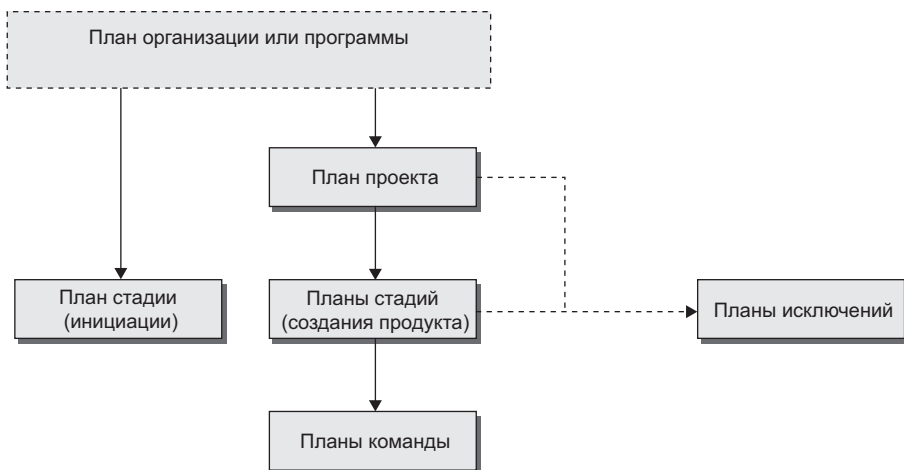 План организации или программы
План проекта
План стадии
(инициации)
Планы стадий
(создания продукта)
Планы исключений
Планы команды